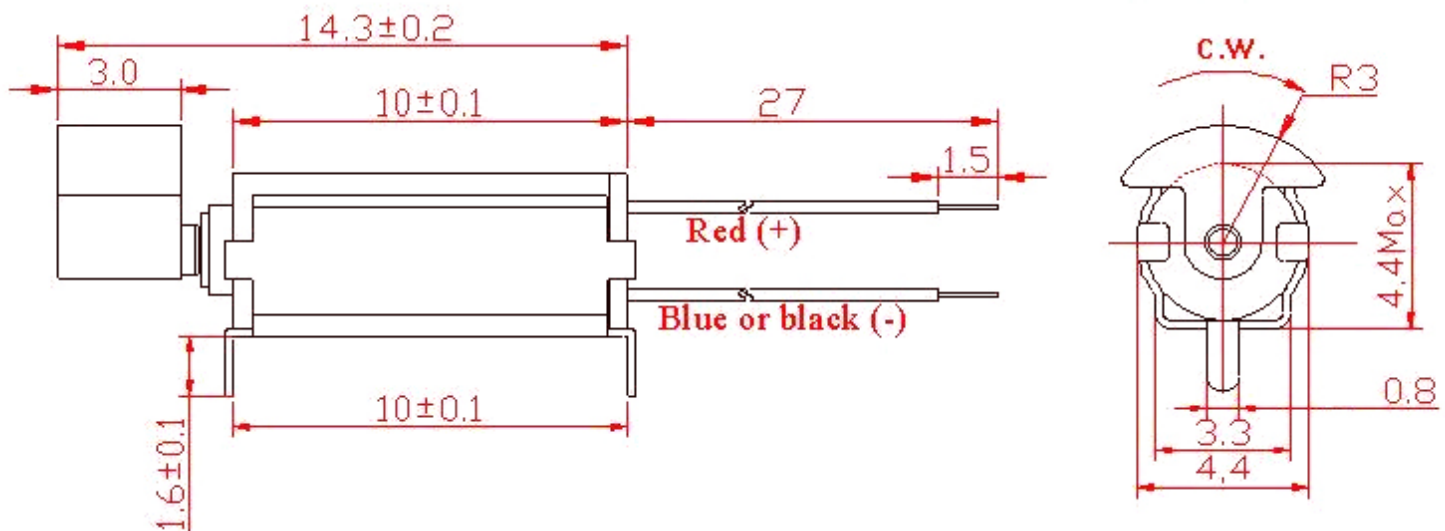 14.3±0.2
3.0
10±0.1
27
1.5
Red (+)
Blue or black (-)
10±0.1
1.6±0.1
C.W.
R3
4.4Max
0.8
3.3
4.4